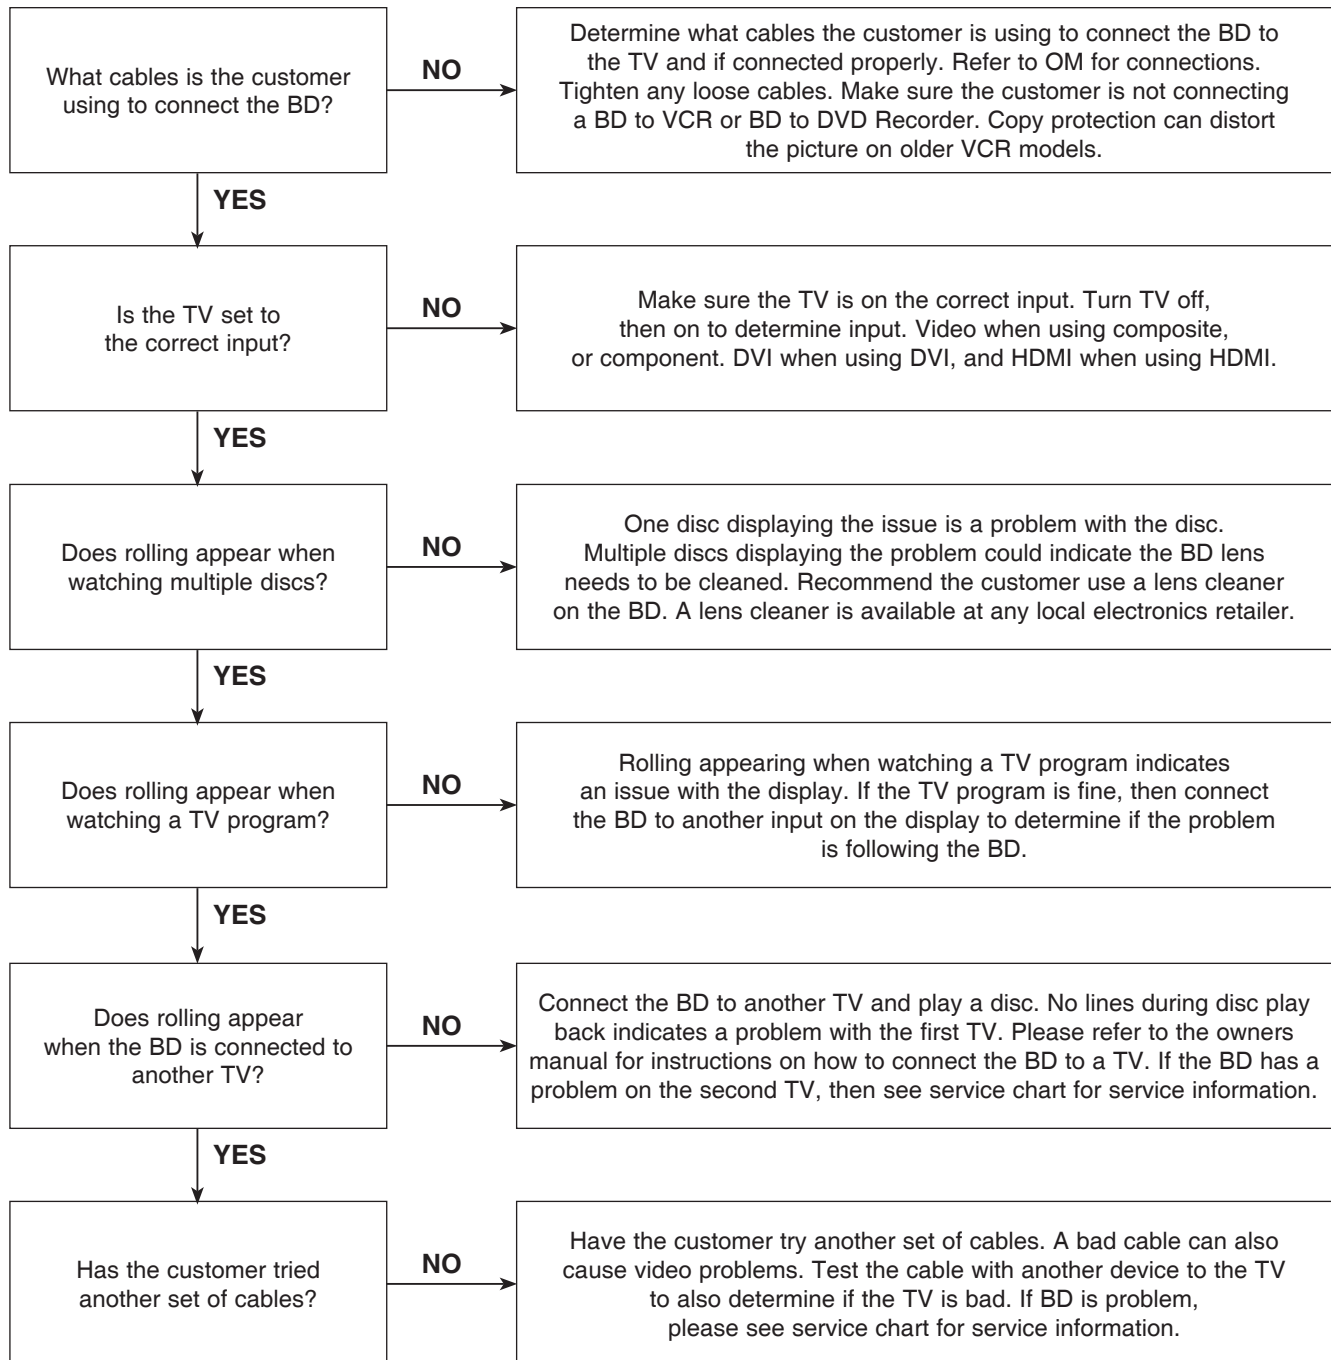 What cables is the customer
using to connect the BD?
NO
Determine what cables the customer is using to connect the BD to
the TV and if connected properly. Refer to OM for connections.
Tighten any loose cables. Make sure the customer is not connecting
a BD to VCR or BD to DVD Recorder. Copy protection can distort
the picture on older VCR models.
YES
Is the TV set to
the correct input?
NO
Make sure the TV is on the correct input. Turn TV off,
then on to determine input. Video when using composite,
or component. DVI when using DVI, and HDMI when using HDMI.
YES
Does rolling appear when
watching multiple discs?
NO
One disc displaying the issue is a problem with the disc.
Multiple discs displaying the problem could indicate the BD lens
needs to be cleaned. Recommend the customer use a lens cleaner
on the BD. A lens cleaner is available at any local electronics retailer.
YES
Does rolling appear when
watching a TV program?
NO
Rolling appearing when watching a TV program indicates
an issue with the display. If the TV program is fine, then connect
the BD to another input on the display to determine if the problem
is following the BD.
YES
Does rolling appear
when the BD is connected to
another TV?
NO
Connect the BD to another TV and play a disc. No lines during disc play
back indicates a problem with the first TV. Please refer to the owners
manual for instructions on how to connect the BD to a TV. If the BD has a
problem on the second TV, then see service chart for service information.
YES
Has the customer tried
another set of cables?
NO
Have the customer try another set of cables. A bad cable can also
cause video problems. Test the cable with another device to the TV
to also determine if the TV is bad. If BD is problem,
please see service chart for service information.